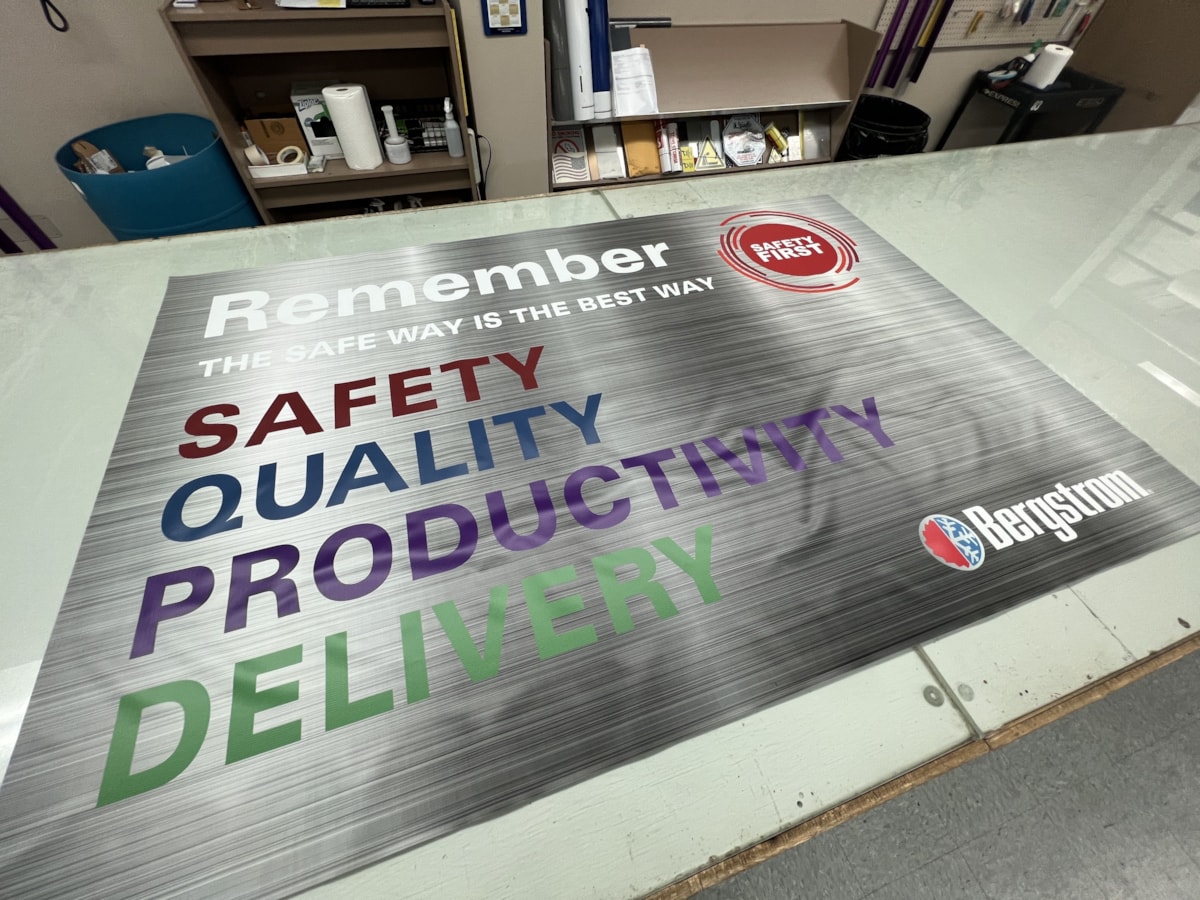 Remember
THE SAFE WAY IS THE BEST WAY
SAFETY
FIRST
SAFETY
QUALITY
PRODUCTIVITY
DELIVERY
Bergstrom